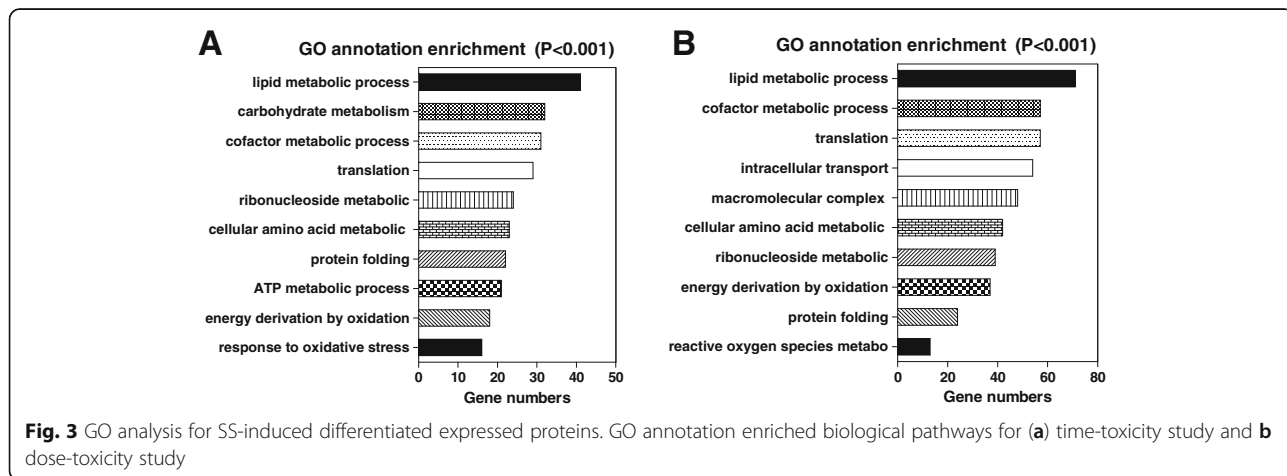 A
GO annotation enrichment (P<0.001)
lipid metabolic process
carbohydrate metabolism
cofactor metabolic process
translation
ribonucleoside metabolic
cellular amino acid metabolic
protein folding
ATP metabolic process
energy derivation by oxidation
response to oxidative stress
0 10 20 30 40 50
Gene numbers
B
GO annotation enrichment (P<0.001)
lipid metabolic process
cofactor metabolic process
translation
intracellular transport
macromolecular complex
cellular amino acid metabolic
ribonucleoside metabolic
energy derivation by oxidation
protein folding
reactive oxygen species metabo
0 20 40 60 80
Gene numbers
Fig. 3 GO analysis for SS-induced differentiated expressed proteins. GO annotation enriched biological pathways for (a) time-toxicity study and b
dose-toxicity study